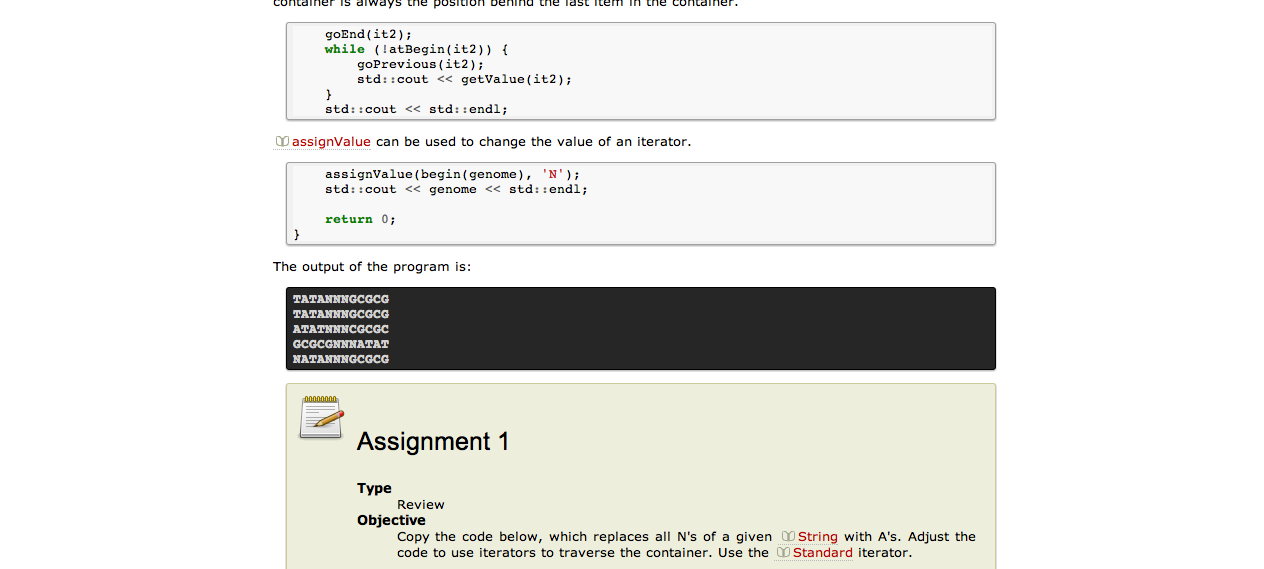 container is always the position behind the last item in the container.
goEnd(it2);
while (!atBegin(it2)) {
goPrevious(it2);
std::cout << getValue(it2);
}
std::cout << std::endl;
assignValue can be used to change the value of an iterator.
assignValue(begin(genome), 'N');
std::cout << genome << std::endl;
return 0;
}
The output of the program is:
TATANNNGCGCG
TATANNNGCGCG
ATATNNNCGCGC
GCGCGNNNATAT
NATANNNGCGCG
Assignment 1
Type
Review
Objective
Copy the code below, which replaces all N's of a given String with A's. Adjust the
code to use iterators to traverse the container. Use the Standard iterator.